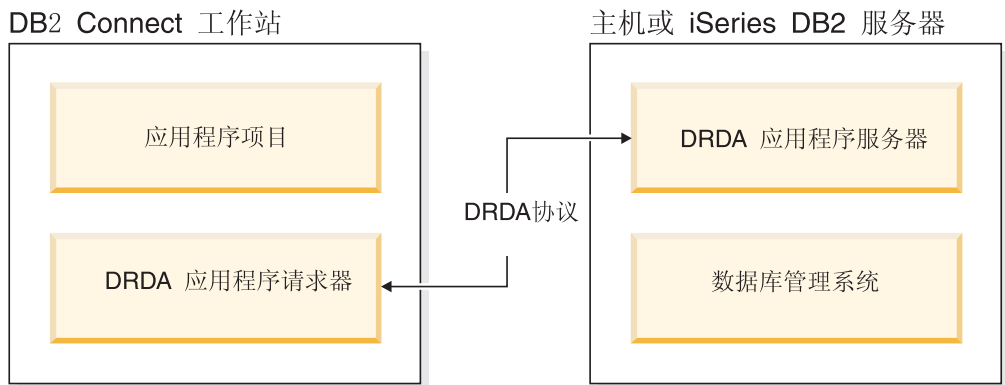 DB2 Connect 工作站
应用程序项目
DRDA 应用程序请求器
DRDA协议
主机或 iSeries DB2 服务器
DRDA 应用程序服务器
数据库管理系统